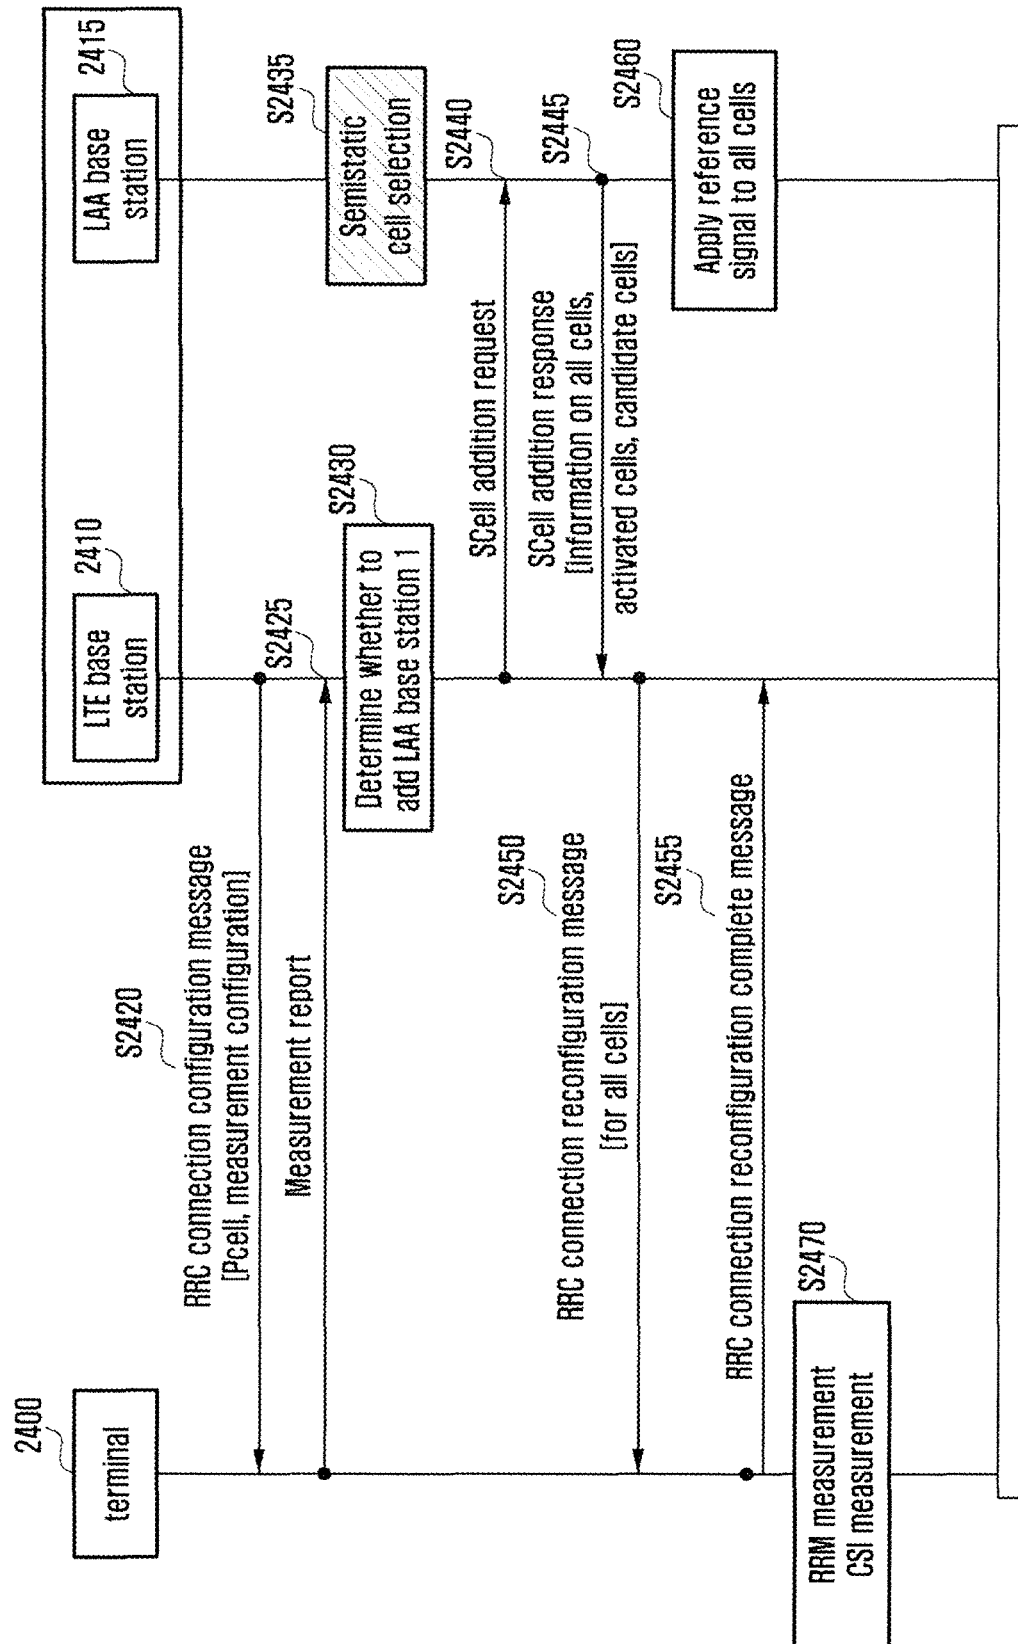 2400
terminal
2410
LTE base
station
2415
LAA base
station
S2420
RRC connection configuration message
[Pcell, measurement configuration]
S2425
Measurement report
S2430
Determine whether to
add LAA base station 1
S2435
Semistatic
cell selection
S2440
SCell addition request
S2445
SCell addition response
[information on all cells,
activated cells, candidate cells]
S2450
RRC connection reconfiguration message
[for all cells]
S2455
RRC connection reconfiguration complete message
S2460
Apply reference
signal to all cells
S2470
RRM measurement
CSI measurement